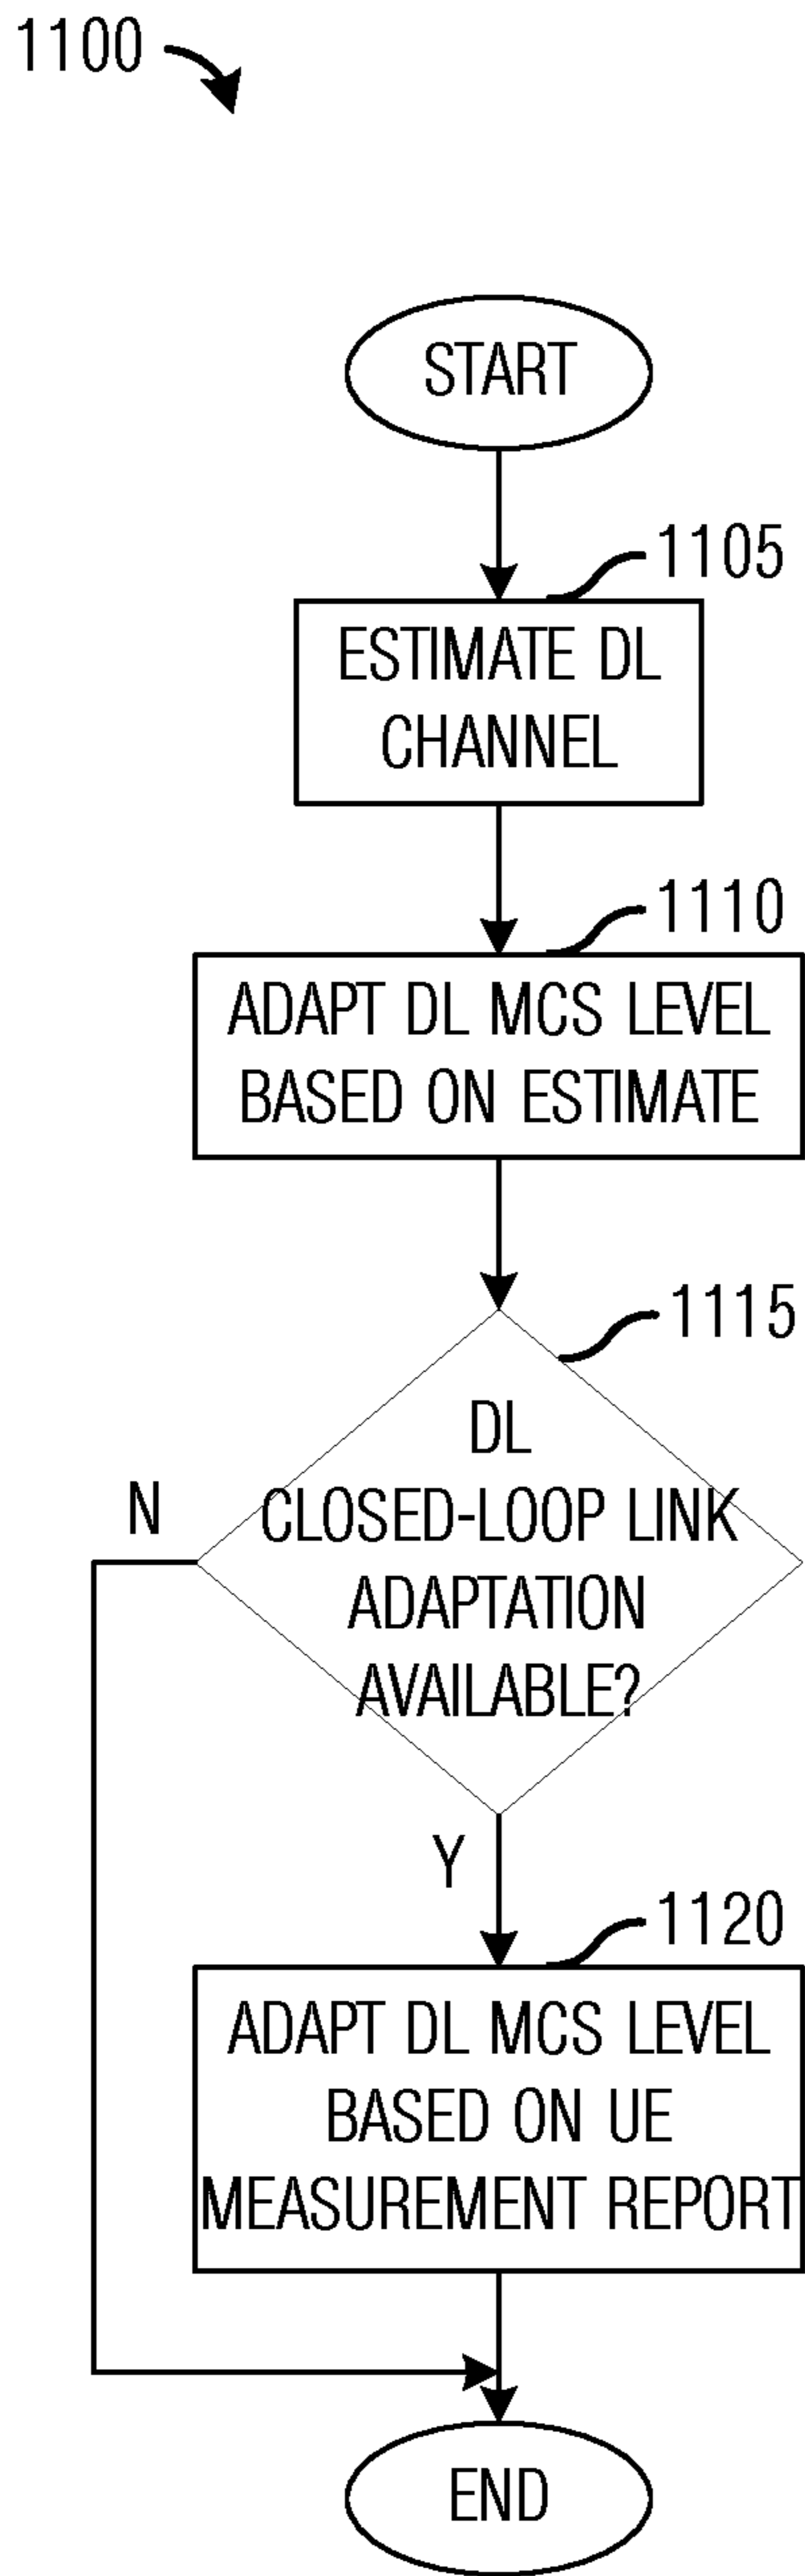 1100
START
1105
ESTIMATE DL
CHANNEL
1110
ADAPT DL MCS LEVEL
BASED ON ESTIMATE
1115
DL
CLOSED-LOOP LINK
ADAPTATION
AVAILABLE?
N
Y
1120
ADAPT DL MCS LEVEL
BASED ON UE
MEASUREMENT REPORT
END